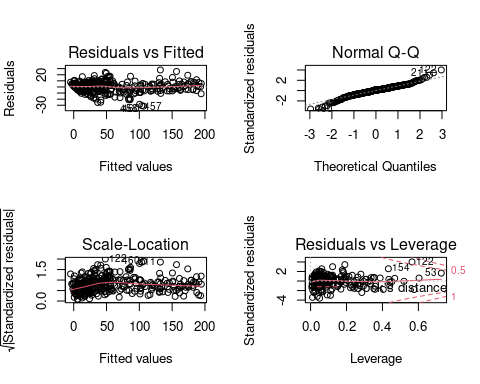 Residuals vs Fitted
Residuals
-30
20
457
0 50 100 150 200
Fitted values
Normal Q-Q
Standardized residuals
-2
2
-3 -2 -1 0 1 2 3
Theoretical Quantiles
Scale-Location
√|Standardized residuals|
0.0
1.5
0 50 100 150 200
Fitted values
Residuals vs Leverage
Standardized residuals
-4
0
2
154
122
53
distance
0.5
1
0.0 0.2 0.4 0.6
Leverage